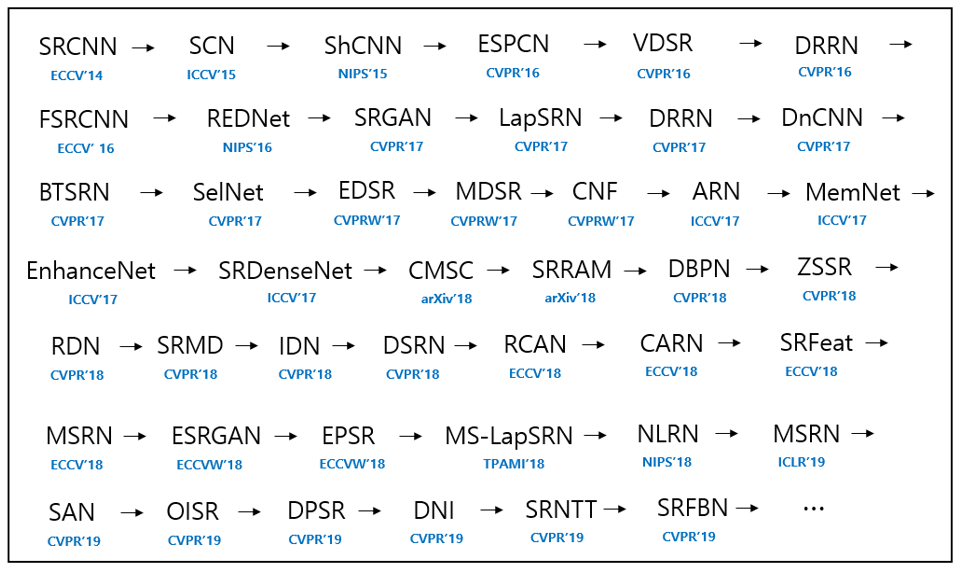 SRCNN → SCN → ShCNN → ESPCN → VDSR → DRRN →
ECCV'14 ICCV'15 NIPS'15 CVPR'16 CVPR'16 CVPR'16
FSRCNN → REDNet → SRGAN → LapSRN → DRRN → DnCNN →
ECCV' 16 NIPS'16 CVPR'17 CVPR'17 CVPR'17 CVPR'17
BTSRN → SelNet → EDSR → MDSR → CNF → ARN → MemNet →
CVPR'17 CVPR'17 CVPRW'17 CVPRW'17 CVPRW'17 ICCV'17 ICCV'17
EnhanceNet → SRDenseNet → CMSC → SRRAM → DBPN → ZSSR →
ICCV'17 ICCV'17 arXiv'18 arXiv'18 CVPR'18 CVPR'18
RDN → SRMD → IDN → DSRN → RCAN → CARN → SRFeat →
CVPR'18 CVPR'18 CVPR'18 CVPR'18 ECCV'18 ECCV'18 ECCV'18
MSRN → ESRGAN → EPSR → MS-LapSRN → NLRN → MSRN →
ECCV'18 ECCVW'18 ECCVW'18 TPAMI'18 NIPS'18 ICLR'19
SAN → OISR → DPSR → DNI → SRNTT → SRFBN → ⋯
CVPR'19 CVPR'19 CVPR'19 CVPR'19 CVPR'19 CVPR'19